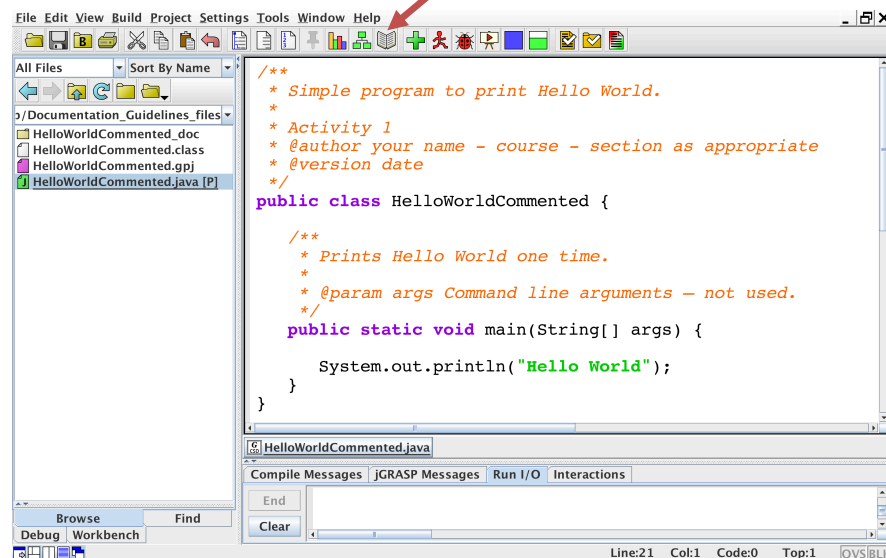 File Edit View Build Project Settings Tools Window Help
All Files Sort By Name
/Documentation_Guidelines_files
HelloWorldCommented_doc
HelloWorldCommented.class
HelloWorldCommented.gpj
HelloWorldCommented.java [P]
/**
* Simple program to print Hello World.
*
* Activity 1
* @author your name - course - section as appropriate
* @version date
*/
public class HelloWorldCommented {
/**
* Prints Hello World one time.
*
* @param args Command line arguments – not used.
*/
public static void main(String[] args) {
System.out.println("Hello World");
}
}
HelloWorldCommented.java
Compile Messages jGRASP Messages Run I/O Interactions
End
Clear
Browse Find
Debug Workbench
Line:21 Col:1 Code:0 Top:1 OVS